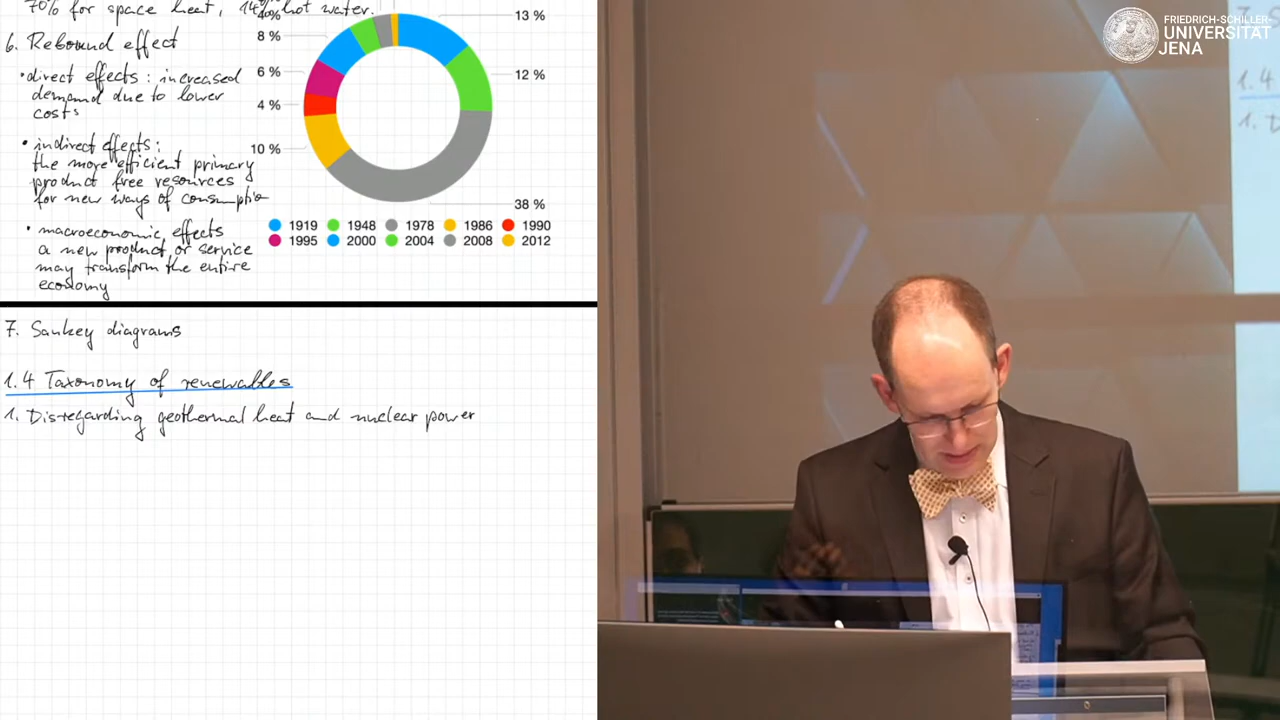 70% for space heat, 14% hot water.
6. Rebound effect
• direct effects : increased
demand due to lower
costs
• indirect effects :
the more efficient primary
product free resources
for new ways of consumptio
• macroeconomic effects
a new product or service
may transform the entire
economy
8 %
6 %
4 %
10 %
13 %
12 %
38 %
1919 1948 1978 1986 1990
1995 2000 2004 2008 2012
7. Sankey diagrams
1.4 Taxonomy of renewables
1. Disregarding geothermal heat and nuclear power
FRIEDRICH-SCHILLER-
UNIVERSITÄT
JENA
1.4